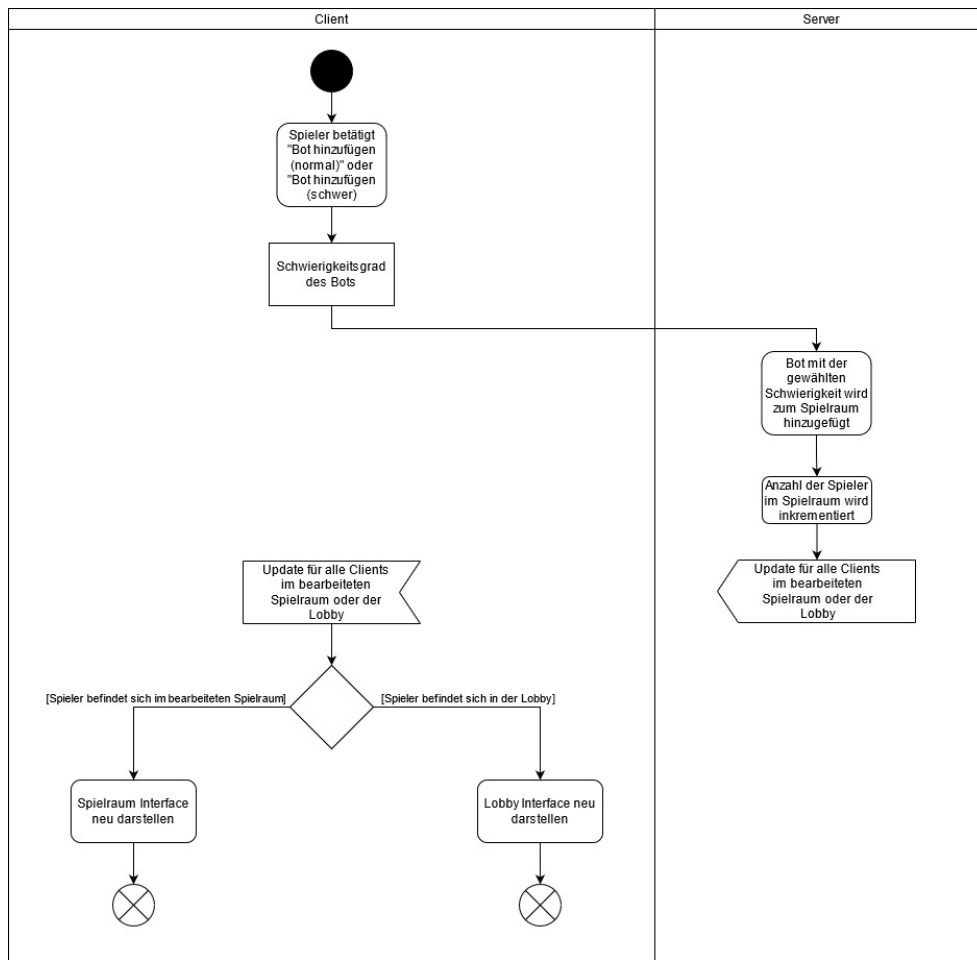 Client
Server
Spieler betätigt
"Bot hinzufügen
(normal)" oder
"Bot hinzufügen
(schwer)
Schwierigkeitsgrad
des Bots
Bot mit der
gewählten
Schwierigkeit wird
zum Spielraum
hinzugefügt
Anzahl der Spieler
im Spielraum wird
inkrementiert
Update für alle Clients
im bearbeiteten
Spielraum oder der
Lobby
Update für alle Clients
im bearbeiteten
Spielraum oder der
Lobby
[Spieler befindet sich im bearbeiteten Spielraum]
[Spieler befindet sich in der Lobby]
Spielraum Interface
neu darstellen
Lobby Interface neu
darstellen